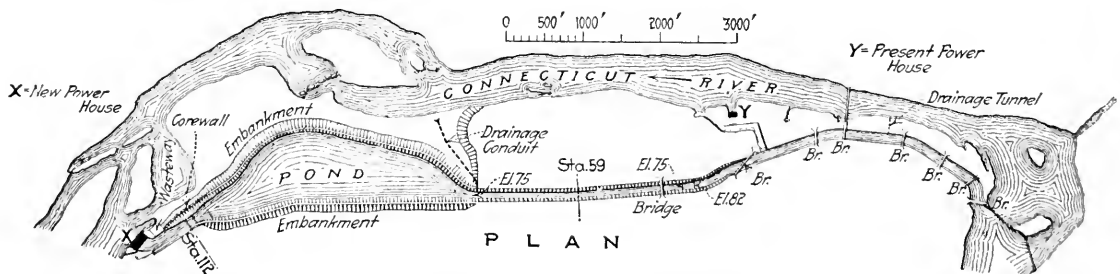 0 500' 1000' 2000' 3000'
X=New Power
House
Y=Present Power
House
CONNECTICUT RIVER
Drainage Tunnel
Corewall
Wasteway
Embankment
Y
Drainage
Conduit
POND
El.75
Sta.59
El.75
Br.
Br.
Br.
Br.
Br.
Br.
Br.
Bridge
El.82
Embankment
X
Sta.112
PLAN